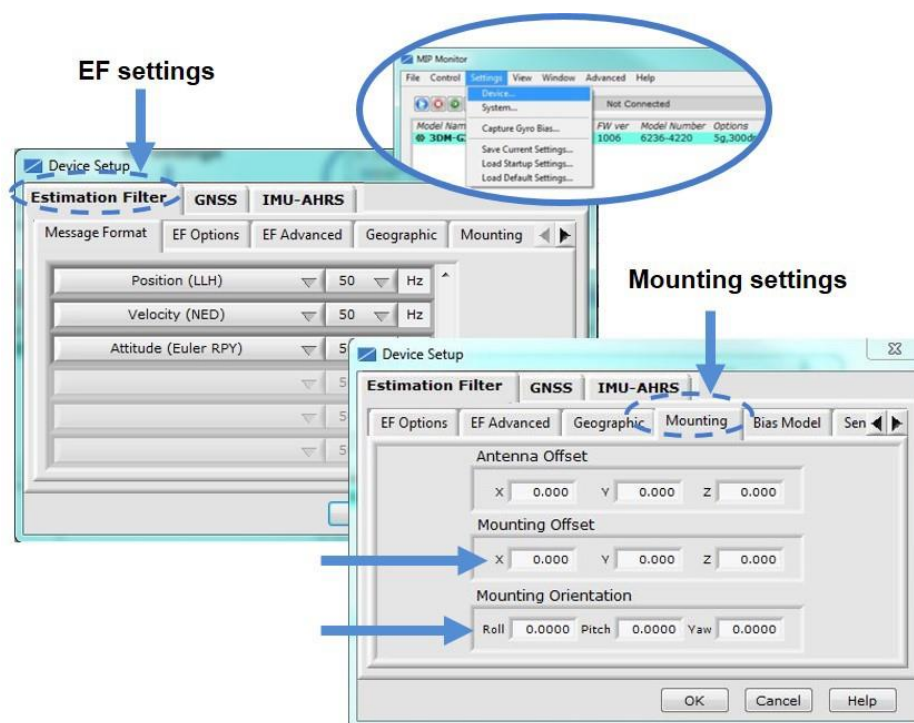 EF settings
MIP Monitor
File Control Settings View Window Advanced Help
Device...
System...
Not Connected
Capture Gyro Bias...
FW ver Model Number Options
1006 6236-4220
Save Current Settings...
Load Startup Settings...
Load Default Settings...
Device Setup
Estimation Filter GNSS IMU-AHRS
Message Format EF Options EF Advanced Geographic Mounting
Position (LLH) 50 Hz
Velocity (NED) 50 Hz
Attitude (Euler RPY)
Mounting settings
Device Setup
Estimation Filter GNSS IMU-AHRS
EF Options EF Advanced Geographic Mounting Bias Model Sen
Antenna Offset
X 0.000 Y 0.000 Z 0.000
Mounting Offset
X 0.000 Y 0.000 Z 0.000
Mounting Orientation
Roll 0.0000 Pitch 0.0000 Yaw 0.0000
OK Cancel Help